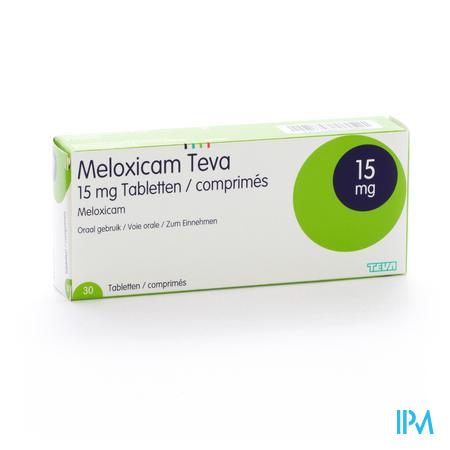 Meloxicam Teva
15 mg Tabletten / comprimés
Meloxicam
Oraal gebruik / Voie orale / Zum Einnehmen
15
mg
TEVA
30
Tabletten / comprimés
IPM